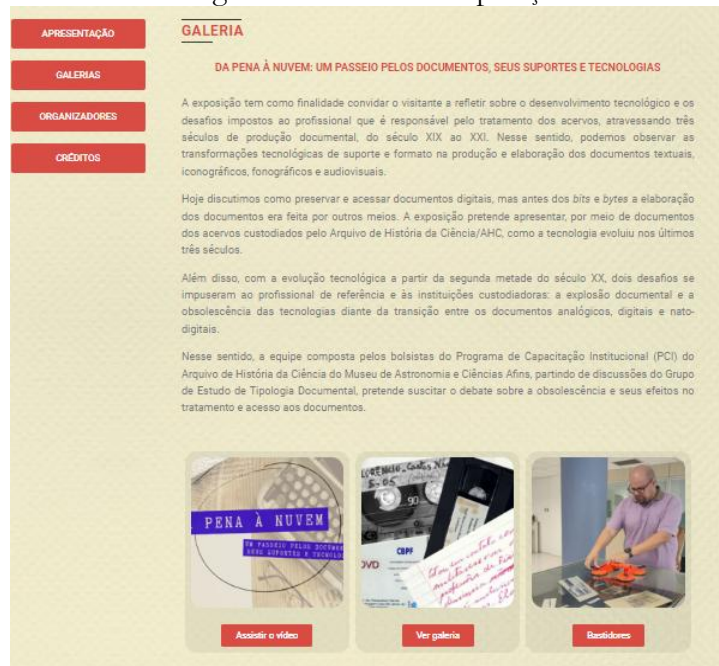 APRESENTAÇÃO
GALERIAS
ORGANIZADORES
CRÉDITOS
GALERIA
DA PENA À NUVEM: UM PASSEIO PELOS DOCUMENTOS, SEUS SUPORTES E TECNOLOGIAS
A exposição tem como finalidade convidar o visitante a refletir sobre o desenvolvimento tecnológico e os
desafios impostos ao profissional que é responsável pelo tratamento dos acervos, atravessando três
séculos de produção documental, do século XIX ao XXI. Nesse sentido, podemos observar as
transformações tecnológicas de suporte e formato na produção e elaboração dos documentos textuais,
iconográficos, fonográficos e audiovisuais.
Hoje discutimos como preservar e acessar documentos digitais, mas antes dos bits e bytes a elaboração
dos documentos era feita por outros meios. A exposição pretende apresentar, por meio de documentos
dos acervos custodiados pelo Arquivo de História da Ciência/AHC, como a tecnologia evoluiu nos últimos
três séculos.
Além disso, com a evolução tecnológica a partir da segunda metade do século XX, dois desafios se
impuseram ao profissional de referência e às instituições custodiadoras: a explosão documental e a
obsolescência das tecnologias diante da transição entre os documentos analógicos, digitais e nato-
digitais.
Nesse sentido, a equipe composta pelos bolsistas do Programa de Capacitação Institucional (PCI) do
Arquivo de História da Ciência do Museu de Astronomia e Ciências Afins, partindo de discussões do Grupo
de Estudo de Tipologia Documental, pretende suscitar o debate sobre a obsolescência e seus efeitos no
tratamento e acesso aos documentos.
PENA À NUVEM
UM PASSEIO PELOS DOCUMEN
SEUS SUPORTES E TECNOLO
90
CBPF
Assistir o vídeo
Ver galeria
Bastidores